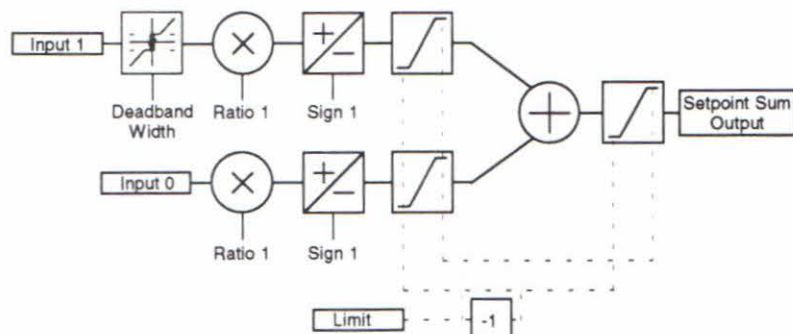 Input 1
Deadband
Width
Ratio 1
Sign 1
Setpoint Sum
Output
Input 0
Ratio 1
Sign 1
Limit
-1